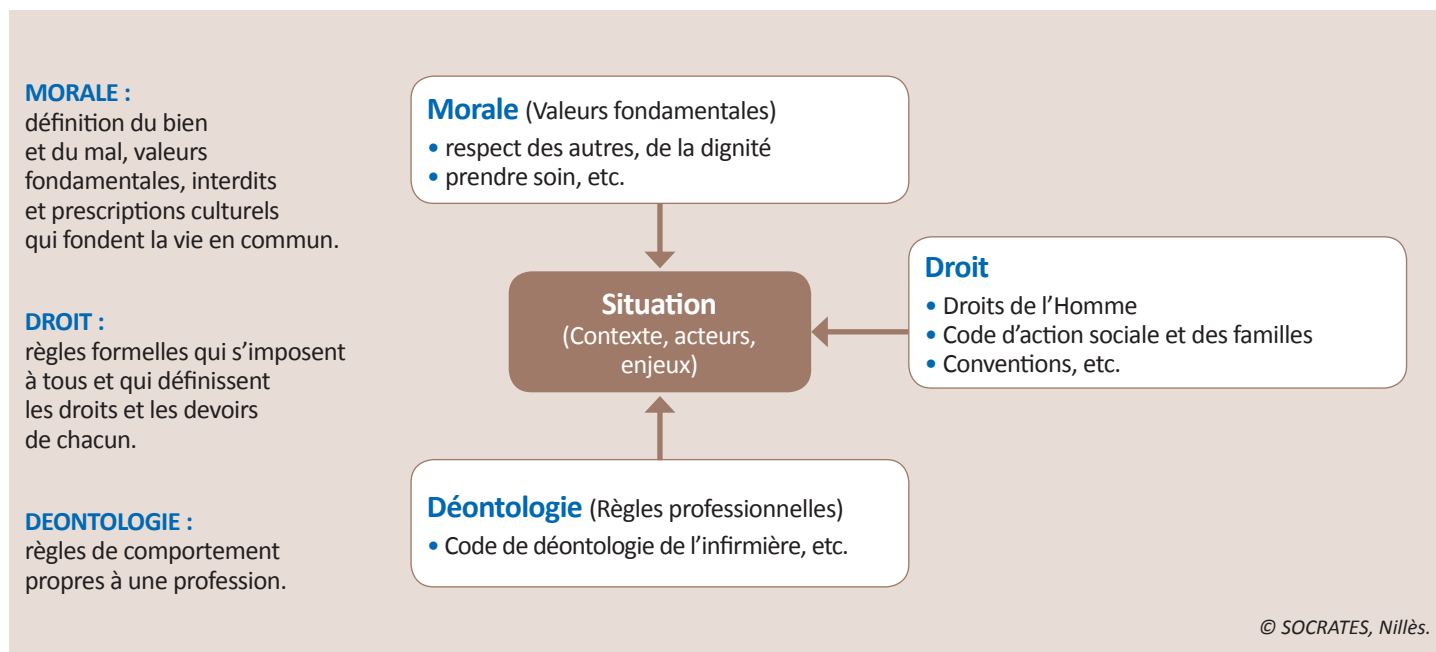 MORALE :
définition du bien
et du mal, valeurs
fondamentales, interdits
et prescriptions culturels
qui fondent la vie en commun.
DROIT :
règles formelles qui s'imposent
à tous et qui définissent
les droits et les devoirs
de chacun.
DEONTOLOGIE :
règles de comportement
propres à une profession.
Morale (Valeurs fondamentales)
• respect des autres, de la dignité
• prendre soin, etc.
Situation
(Contexte, acteurs,
enjeux)
Droit
• Droits de l'Homme
• Code d'action sociale et des familles
• Conventions, etc.
Déontologie (Règles professionnelles)
• Code de déontologie de l'infirmière, etc.
© SOCRATES, Nillès.